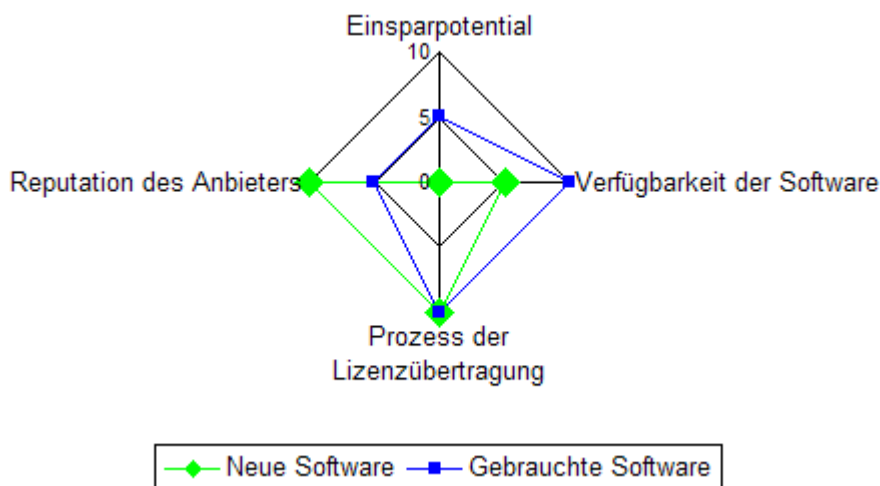 Einsparpotential
10
5
Reputation des Anbieters
0
Verfügbarkeit der Software
Prozess der
Lizenzübertragung
Neue Software
Gebrauchte Software